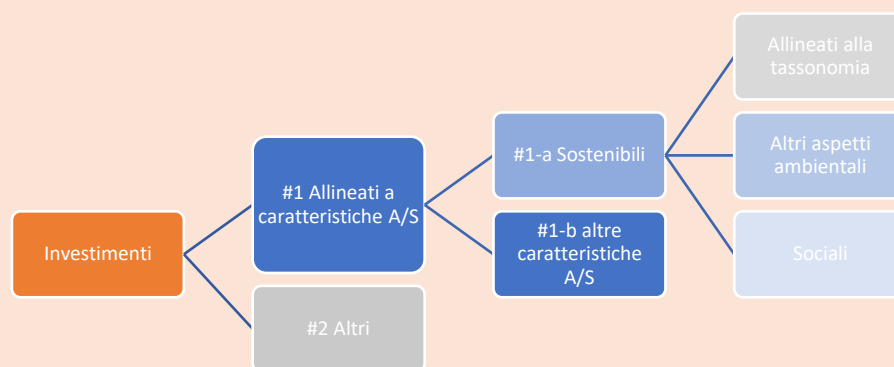 Investimenti
#1 Allineati a
caratteristiche A/S
#2 Altri
#1-a Sostenibili
#1-b altre
caratteristiche
A/S
Allineati alla
tassonomia
Altri aspetti
ambientali
Sociali